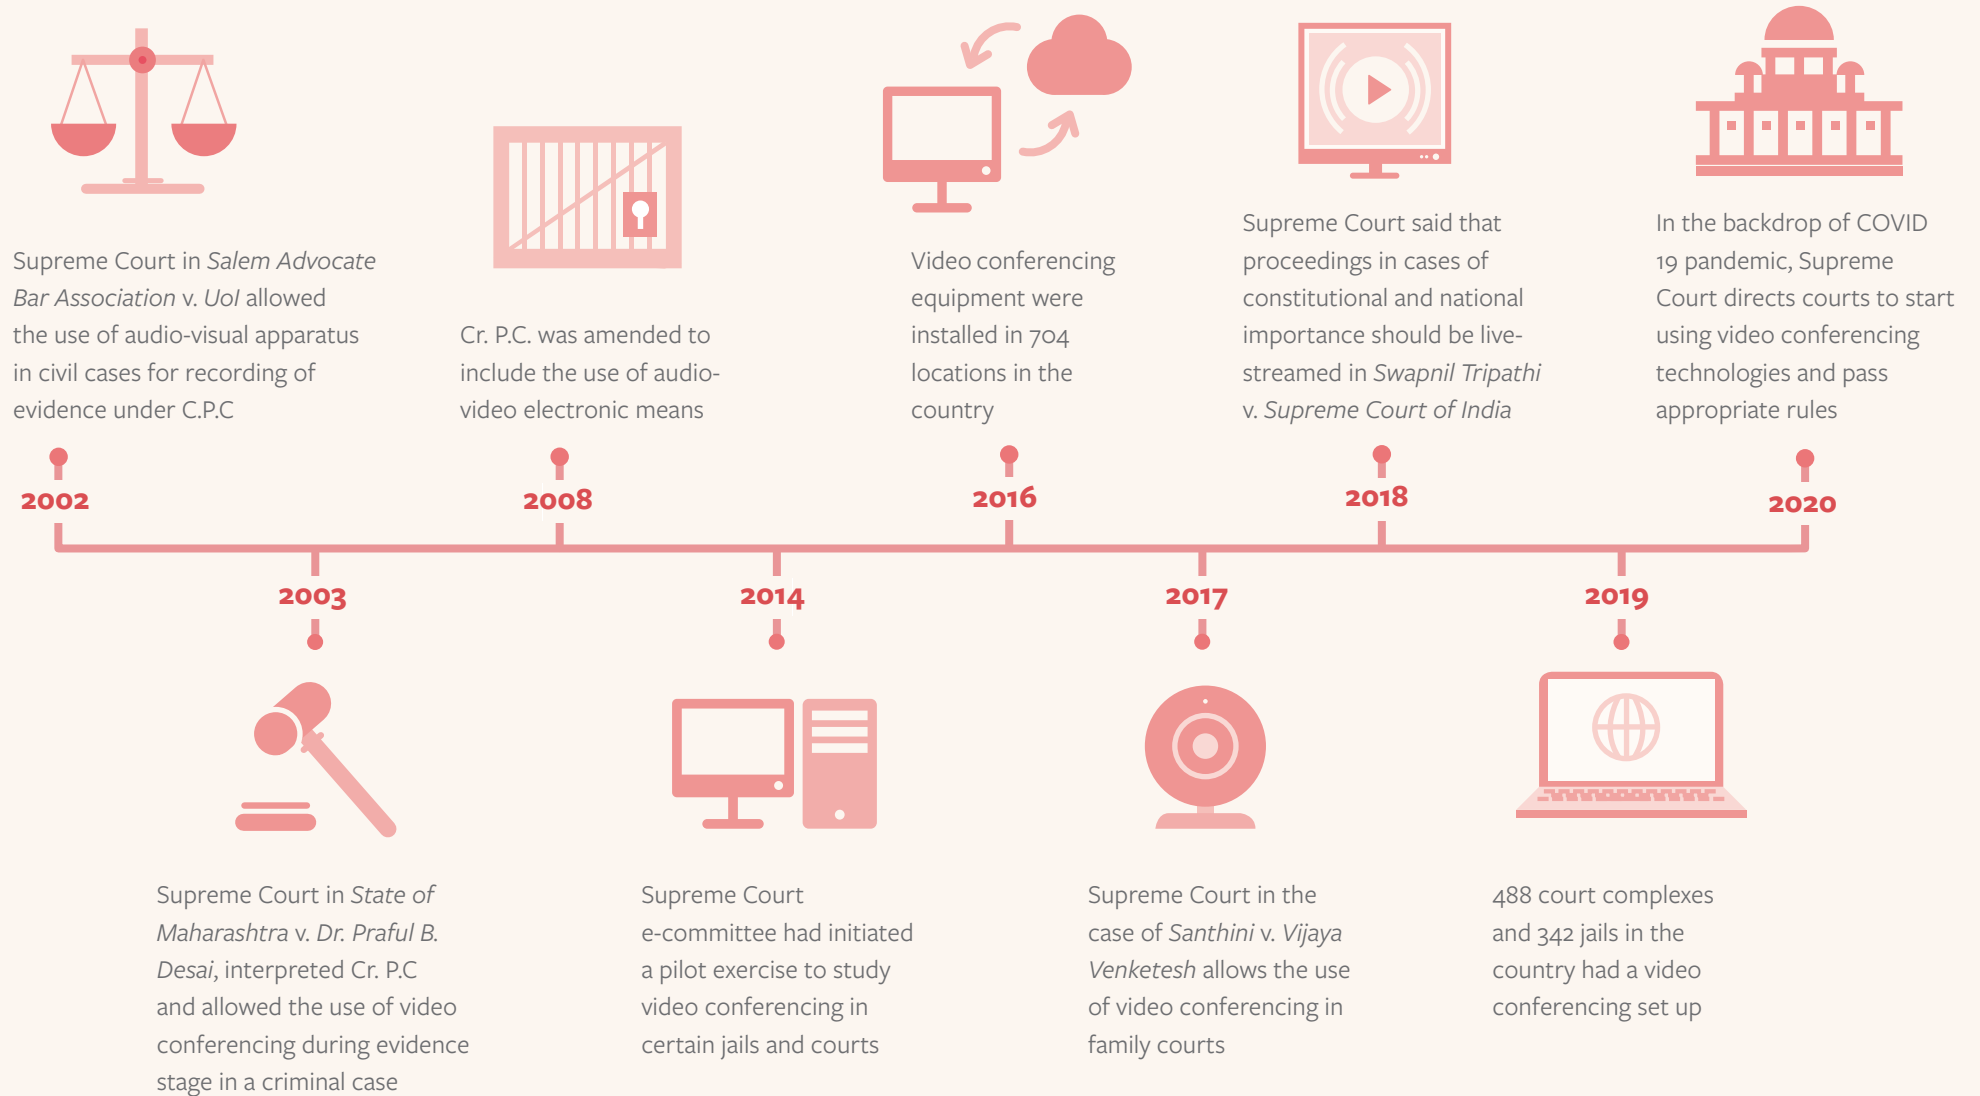 Supreme Court in Salem Advocate
Bar Association v. UoI allowed
the use of audio-visual apparatus
in civil cases for recording of
evidence under C.P.C
2002
Supreme Court in State of
Maharashtra v. Dr. Praful B.
Desai, interpreted Cr. P.C
and allowed the use of video
conferencing during evidence
stage in a criminal case
2003
Cr. P.C. was amended to
include the use of audio-
video electronic means
2008
2014
Supreme Court
e-committee had initiated
a pilot exercise to study
video conferencing in
certain jails and courts
Video conferencing
equipment were
installed in 704
locations in the
country
2016
2017
Supreme Court in the
case of Santhini v. Vijaya
Venketesh allows the use
of video conferencing in
family courts
Supreme Court said that
proceedings in cases of
constitutional and national
importance should be live-
streamed in Swapnil Tripathi
v. Supreme Court of India
2018
2019
488 court complexes
and 342 jails in the
country had a video
conferencing set up
In the backdrop of COVID
19 pandemic, Supreme
Court directs courts to start
using video conferencing
technologies and pass
appropriate rules
2020